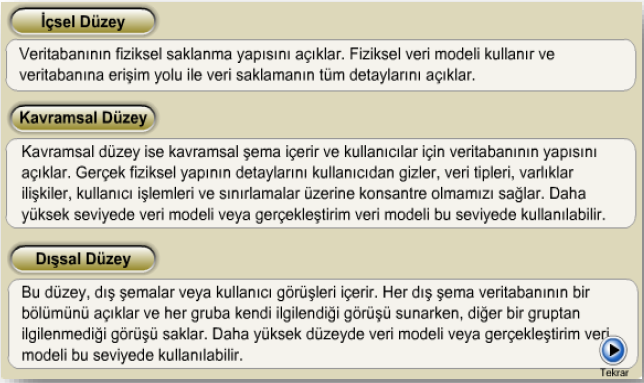 İçsel Düzey
Veritabanının fiziksel saklanma yapısını açıklar. Fiziksel veri modeli kullanır ve
veritabanına erişim yolu ile veri saklamanın tüm detaylarını açıklar.
Kavramsal Düzey
Kavramsal düzey ise kavramsal şema içerir ve kullanıcılar için veritabanının yapısını
açıklar. Gerçek fiziksel yapının detaylarını kullanıcıdan gizler, veri tipleri, varlıklar
ilişkiler, kullanıcı işlemleri ve sınırlamalar üzerine konsantre olmamızı sağlar. Daha
yüksek seviyede veri modeli veya gerçekleştirim veri modeli bu seviyede kullanılabilir.
Dışsal Düzey
Bu düzey, dış şemalar veya kullanıcı görüşleri içerir. Her dış şema veritabanının bir
bölümünü açıklar ve her gruba kendi ilgilendiği görüşü sunarken, diğer bir gruptan
ilgilenmediği görüşü saklar. Daha yüksek düzeyde veri modeli veya gerçekleştirim veri
modeli bu seviyede kullanılabilir.
Tekrar